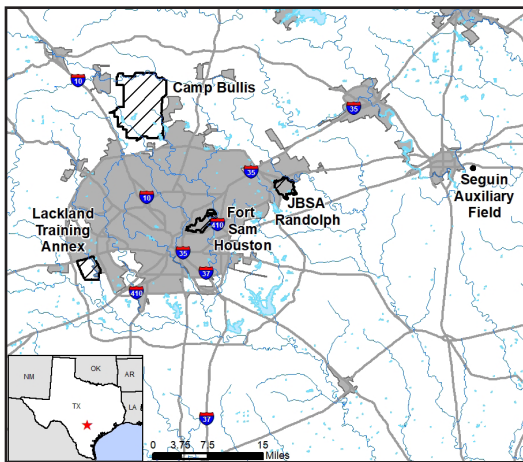 10
Camp Bullis
35
35
JBSA
Randolph
Seguin
Auxiliary
Field
10
Fort
Sam
Houston
410
Lackland
Training
Annex
35
37
410
NM
OK
AR
TX
LA
37
0 3.75 7.5 15
Miles